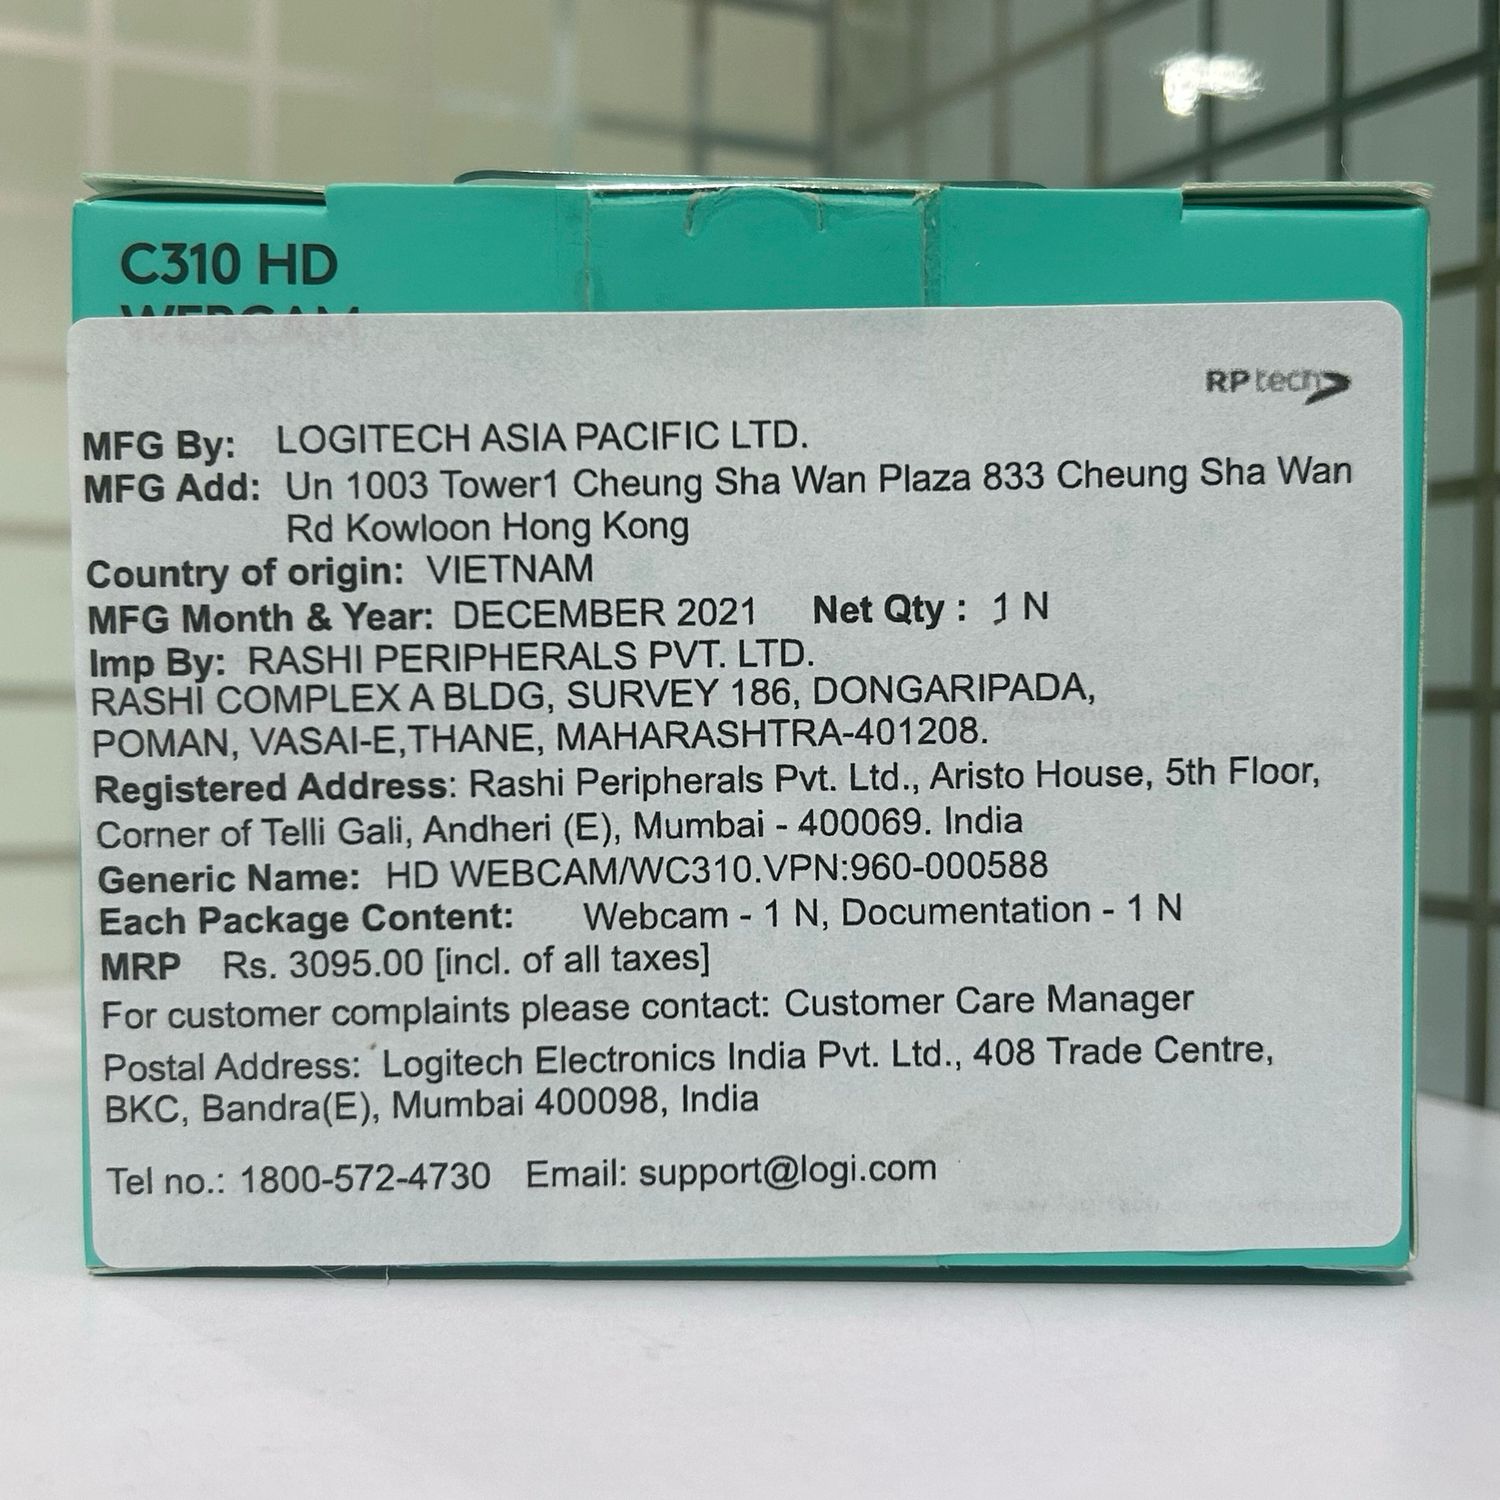 C310 HD
WEBCAM
RP tech
MFG By: LOGITECH ASIA PACIFIC LTD.
MFG Add: Un 1003 Tower1 Cheung Sha Wan Plaza 833 Cheung Sha Wan
Rd Kowloon Hong Kong
Country of origin: VIETNAM
MFG Month & Year: DECEMBER 2021 Net Qty : 1 N
Imp By: RASHI PERIPHERALS PVT. LTD.
RASHI COMPLEX A BLDG, SURVEY 186, DONGARIPADA,
POMAN, VASAI-E,THANE, MAHARASHTRA-401208.
Registered Address: Rashi Peripherals Pvt. Ltd., Aristo House, 5th Floor,
Corner of Telli Gali, Andheri (E), Mumbai - 400069. India
Generic Name: HD WEBCAM/WC310.VPN:960-000588
Each Package Content: Webcam - 1 N, Documentation - 1 N
MRP Rs. 3095.00 [incl. of all taxes]
For customer complaints please contact: Customer Care Manager
Postal Address: Logitech Electronics India Pvt. Ltd., 408 Trade Centre,
BKC, Bandra(E), Mumbai 400098, India
Tel no.: 1800-572-4730 Email: support@logi.com